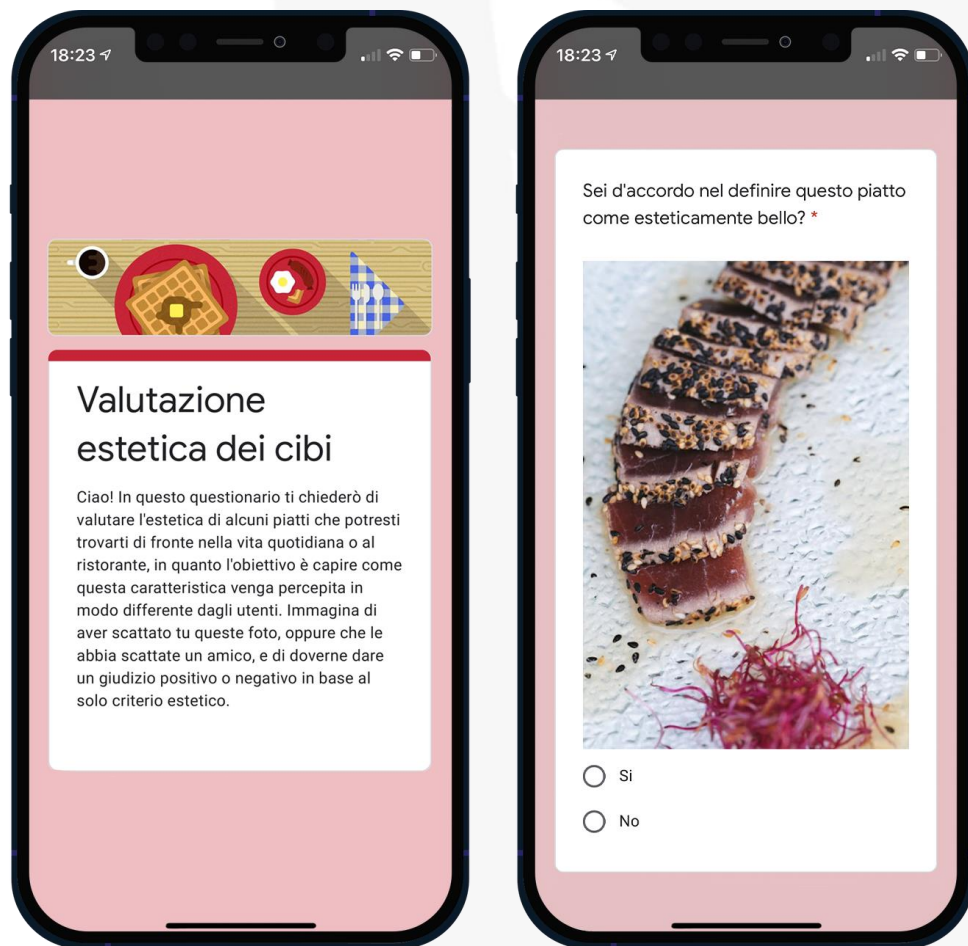 18:23
Valutazione
estetica dei cibi
Ciao! In questo questionario ti chiederò di
valutare l'estetica di alcuni piatti che potresti
trovarti di fronte nella vita quotidiana o al
ristorante, in quanto l'obiettivo è capire come
questa caratteristica venga percepita in
modo differente dagli utenti. Immagina di
aver scattato tu queste foto, oppure che le
abbia scattate un amico, e di doverne dare
un giudizio positivo o negativo in base al
solo criterio estetico.
18:23
Sei d'accordo nel definire questo piatto
come esteticamente bello? *
Si
No